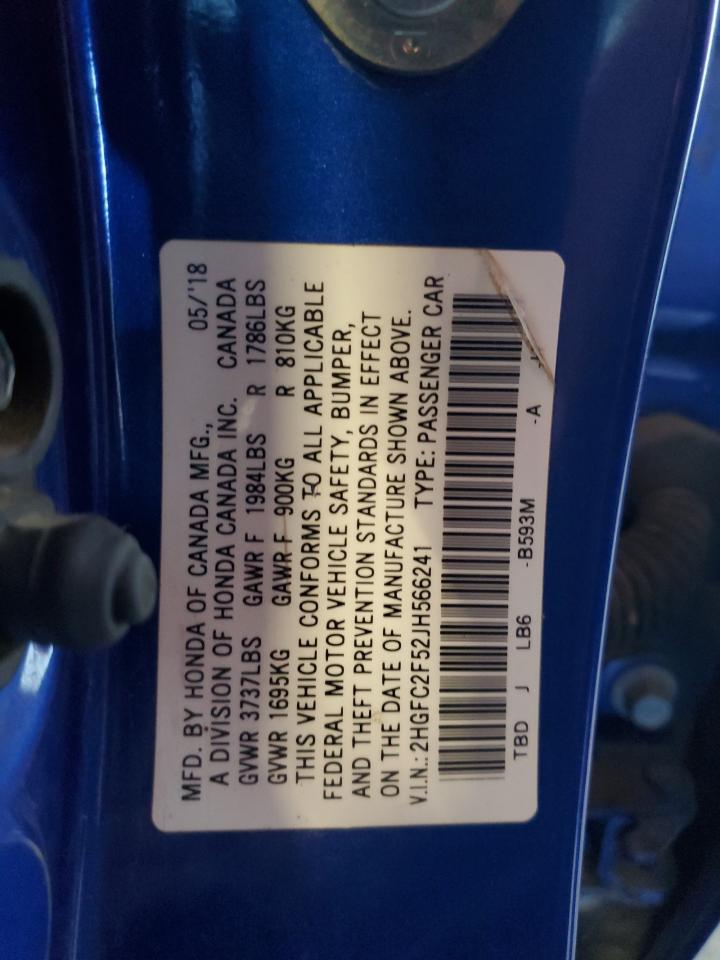 MFD. BY HONDA OF CANADA MFG., 05/'18
A DIVISION OF HONDA CANADA INC. CANADA
GVWR 3737LBS GAWR F 1984LBS R 1786LBS
GVWR 1695KG GAWR F 900KG R 810KG
THIS VEHICLE CONFORMS TO ALL APPLICABLE
FEDERAL MOTOR VEHICLE SAFETY, BUMPER,
AND THEFT PREVENTION STANDARDS IN EFFECT
ON THE DATE OF MANUFACTURE SHOWN ABOVE.
V.I.N.: 2HGFC2F52JH566241 TYPE: PASSENGER CAR
TBD J LB6 -B593M -A